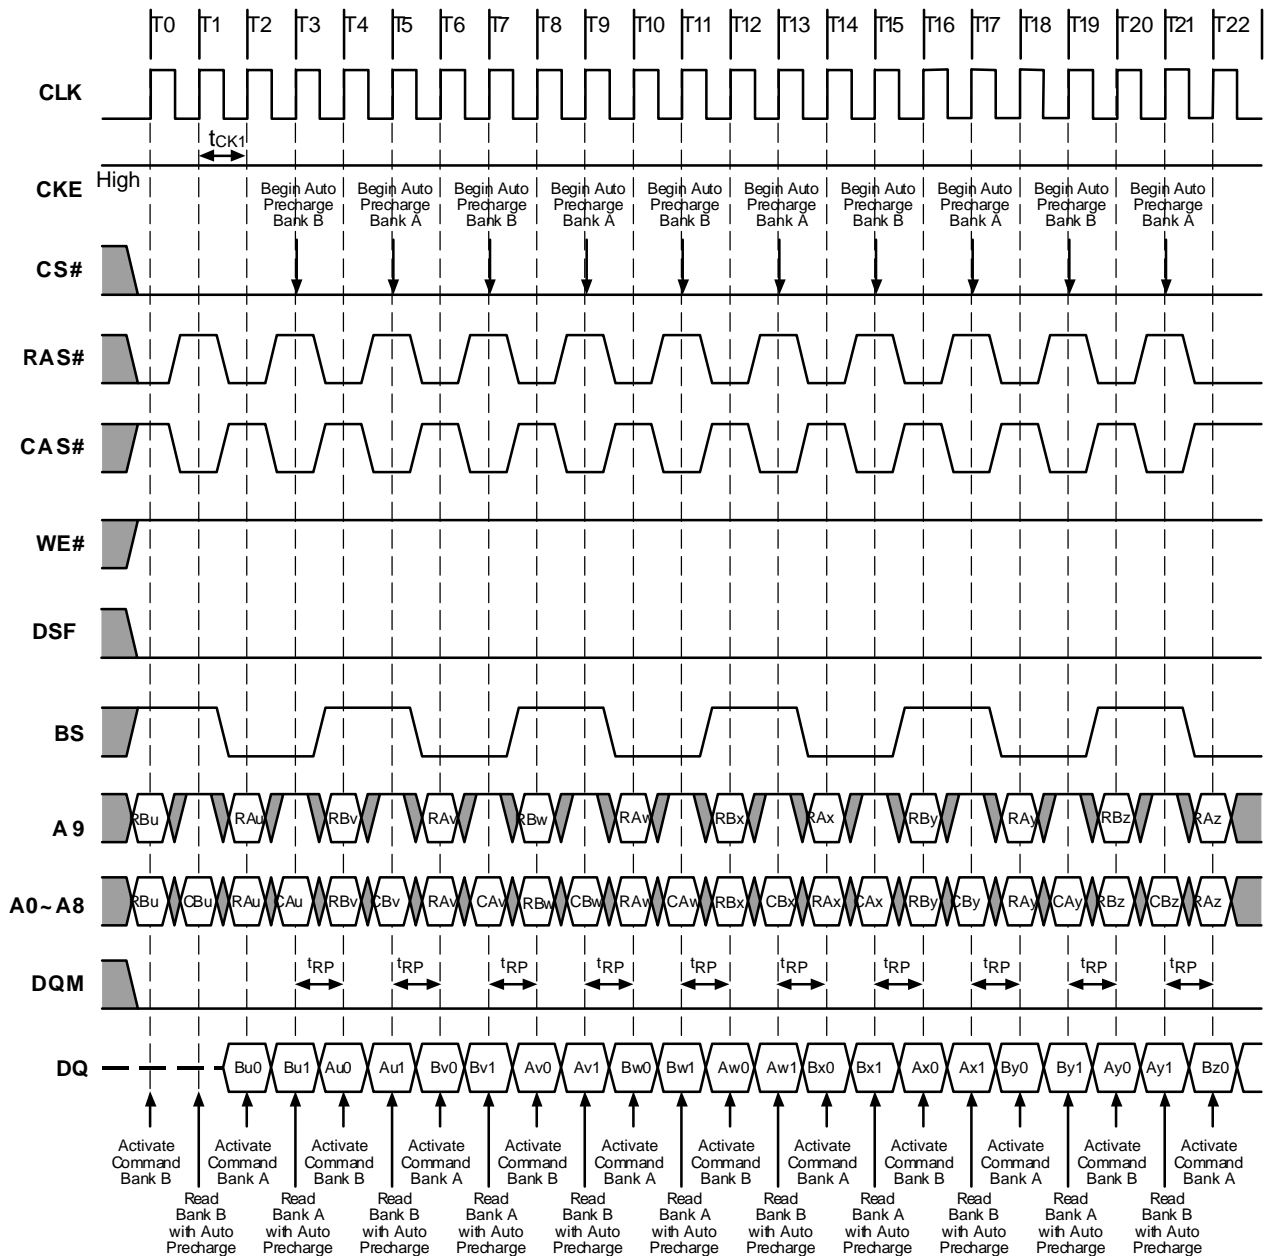 T0 T1 T2 T3 T4 T5 T6 T7 T8 T9 T10 T11 T12 T13 T14 T15 T16 T17 T18 T19 T20 T21 T22
CLK
tCK1
High
CKE
Begin Auto Begin Auto Begin Auto Begin Auto Begin Auto Begin Auto Begin Auto Begin Auto Begin Auto Begin Auto
Precharge Precharge Precharge Precharge Precharge Precharge Precharge Precharge Precharge Precharge
Bank B Bank A Bank B Bank A Bank B Bank A Bank B Bank A Bank B Bank A
CS#
RAS#
CAS#
WE#
DSF
BS
A9 RBu RAu RBv RAv RBw RAw RBx RAx RBy RAy RBz RAz
A0~A8 RBu CBu RAu CAu RBv CBv RAv CAv RBw CBw RAw CAw RBx CBx RAx CAx RBy CBy RAy CAy RBz CBz RAz
DQM tRP tRP tRP tRP tRP tRP tRP tRP tRP tRP
DQ Bu0 Bu1 Au0 Au1 Bv0 Bv1 Av0 Av1 Bw0 Bw1 Aw0 Aw1 Bx0 Bx1 Ax0 Ax1 By0 By1 Ay0 Ay1 Bz0
Activate Activate Activate Activate Activate Activate Activate Activate Activate Activate Activate Activate
Command Command Command Command Command Command Command Command Command Command Command Command
Bank B Bank A Bank B Bank A Bank B Bank A Bank B Bank A Bank B Bank A Bank B Bank A
Read Read Read Read Read Read Read Read Read Read Read
Bank B Bank A Bank B Bank A Bank B Bank A Bank B Bank A Bank B Bank A Bank B
with Auto with Auto with Auto with Auto with Auto with Auto with Auto with Auto with Auto with Auto with Auto
Precharge Precharge Precharge Precharge Precharge Precharge Precharge Precharge Precharge Precharge Precharge